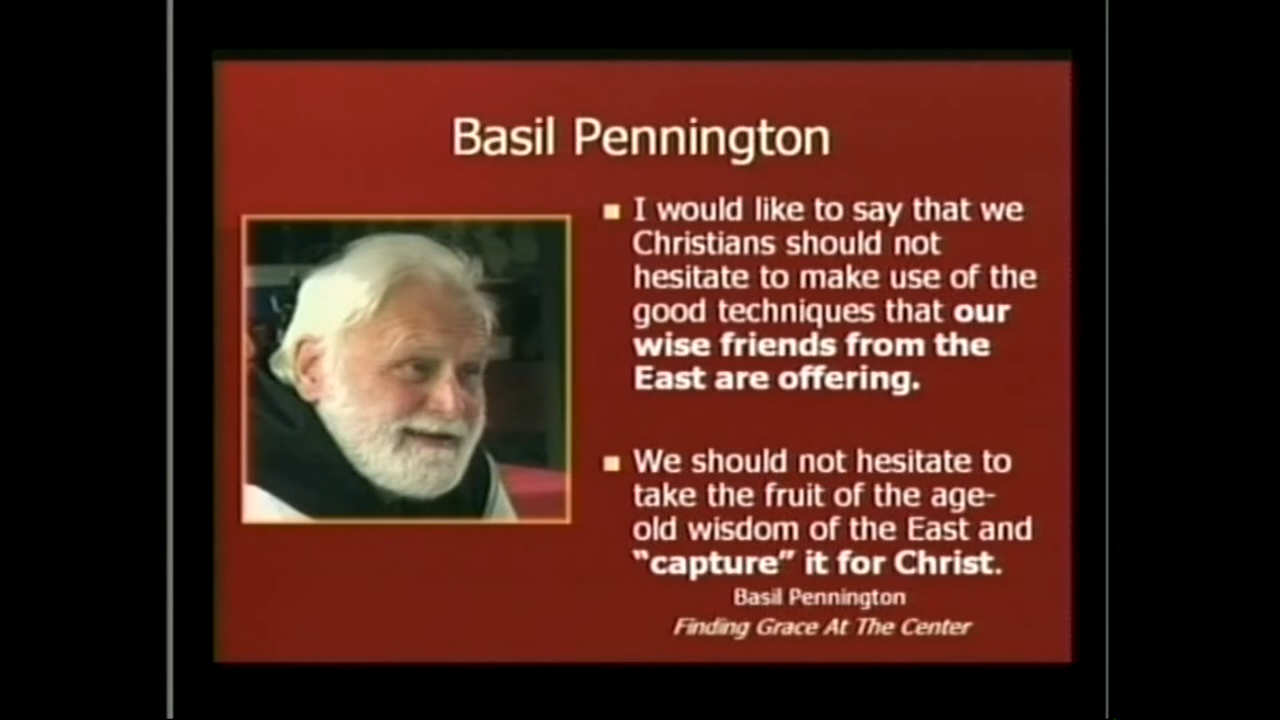 Basil Pennington
■ I would like to say that we
Christians should not
hesitate to make use of the
good techniques that our
wise friends from the
East are offering.
■ We should not hesitate to
take the fruit of the age-
old wisdom of the East and
“capture” it for Christ.
Basil Pennington
Finding Grace At The Center